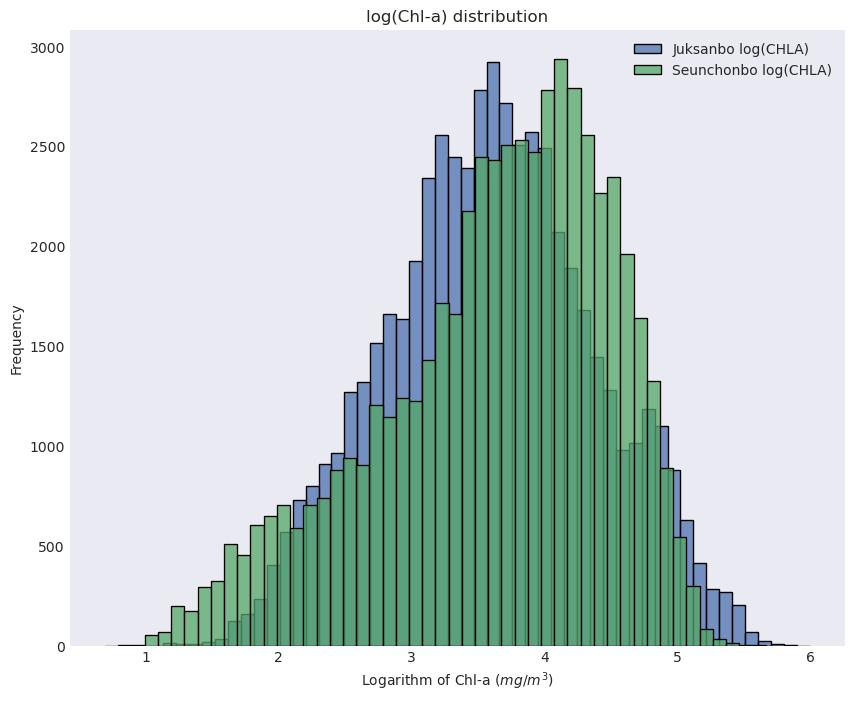 log(Chl-a) distribution
Juksanbo log(CHLA)
Seunchonbo log(CHLA)
Frequency
3000
2500
2000
1500
1000
500
0
1 2 3 4 5 6
Logarithm of Chl-a (mg/m³)